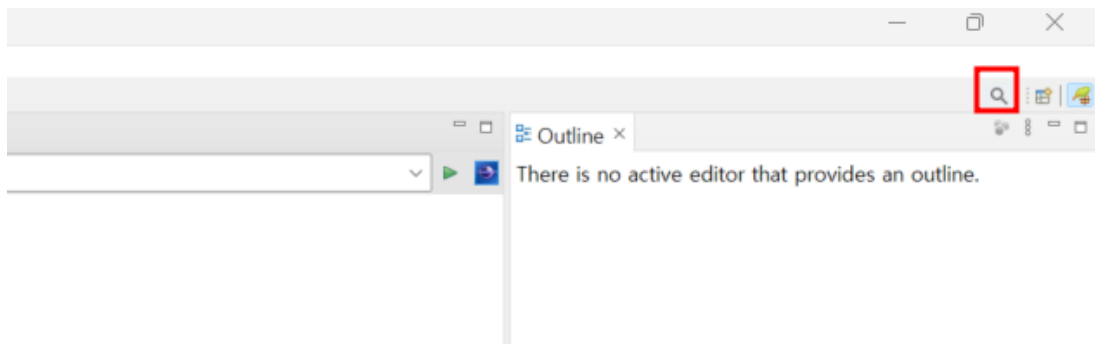 Outline
There is no active editor that provides an outline.